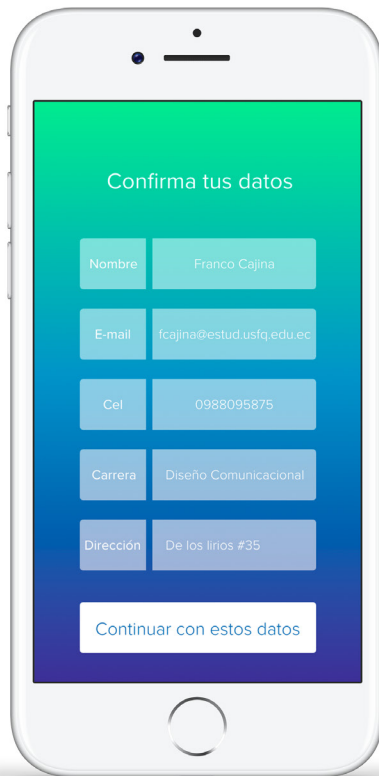 Confirma tus datos
Nombre Franco Cajina
E-mail fcajina@estud.usfq.edu.ec
Cel 0988095875
Carrera Diseño Comunicacional
Dirección De los lirios #35
Continuar con estos datos